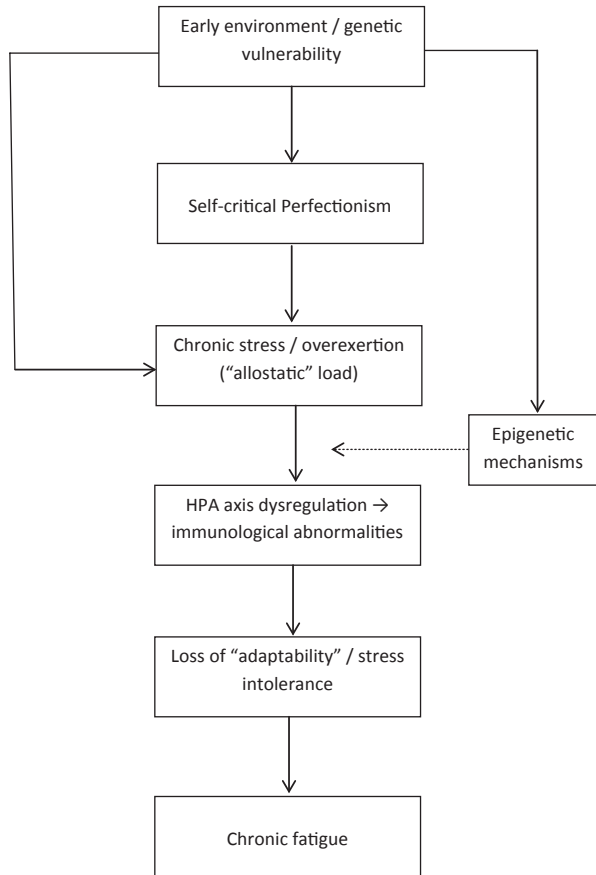 Early environment / genetic
vulnerability
Self-critical Perfectionism
Chronic stress / overexertion
(“allostatic” load)
Epigenetic
mechanisms
HPA axis dysregulation →
immunological abnormalities
Loss of “adaptability” / stress
intolerance
Chronic fatigue